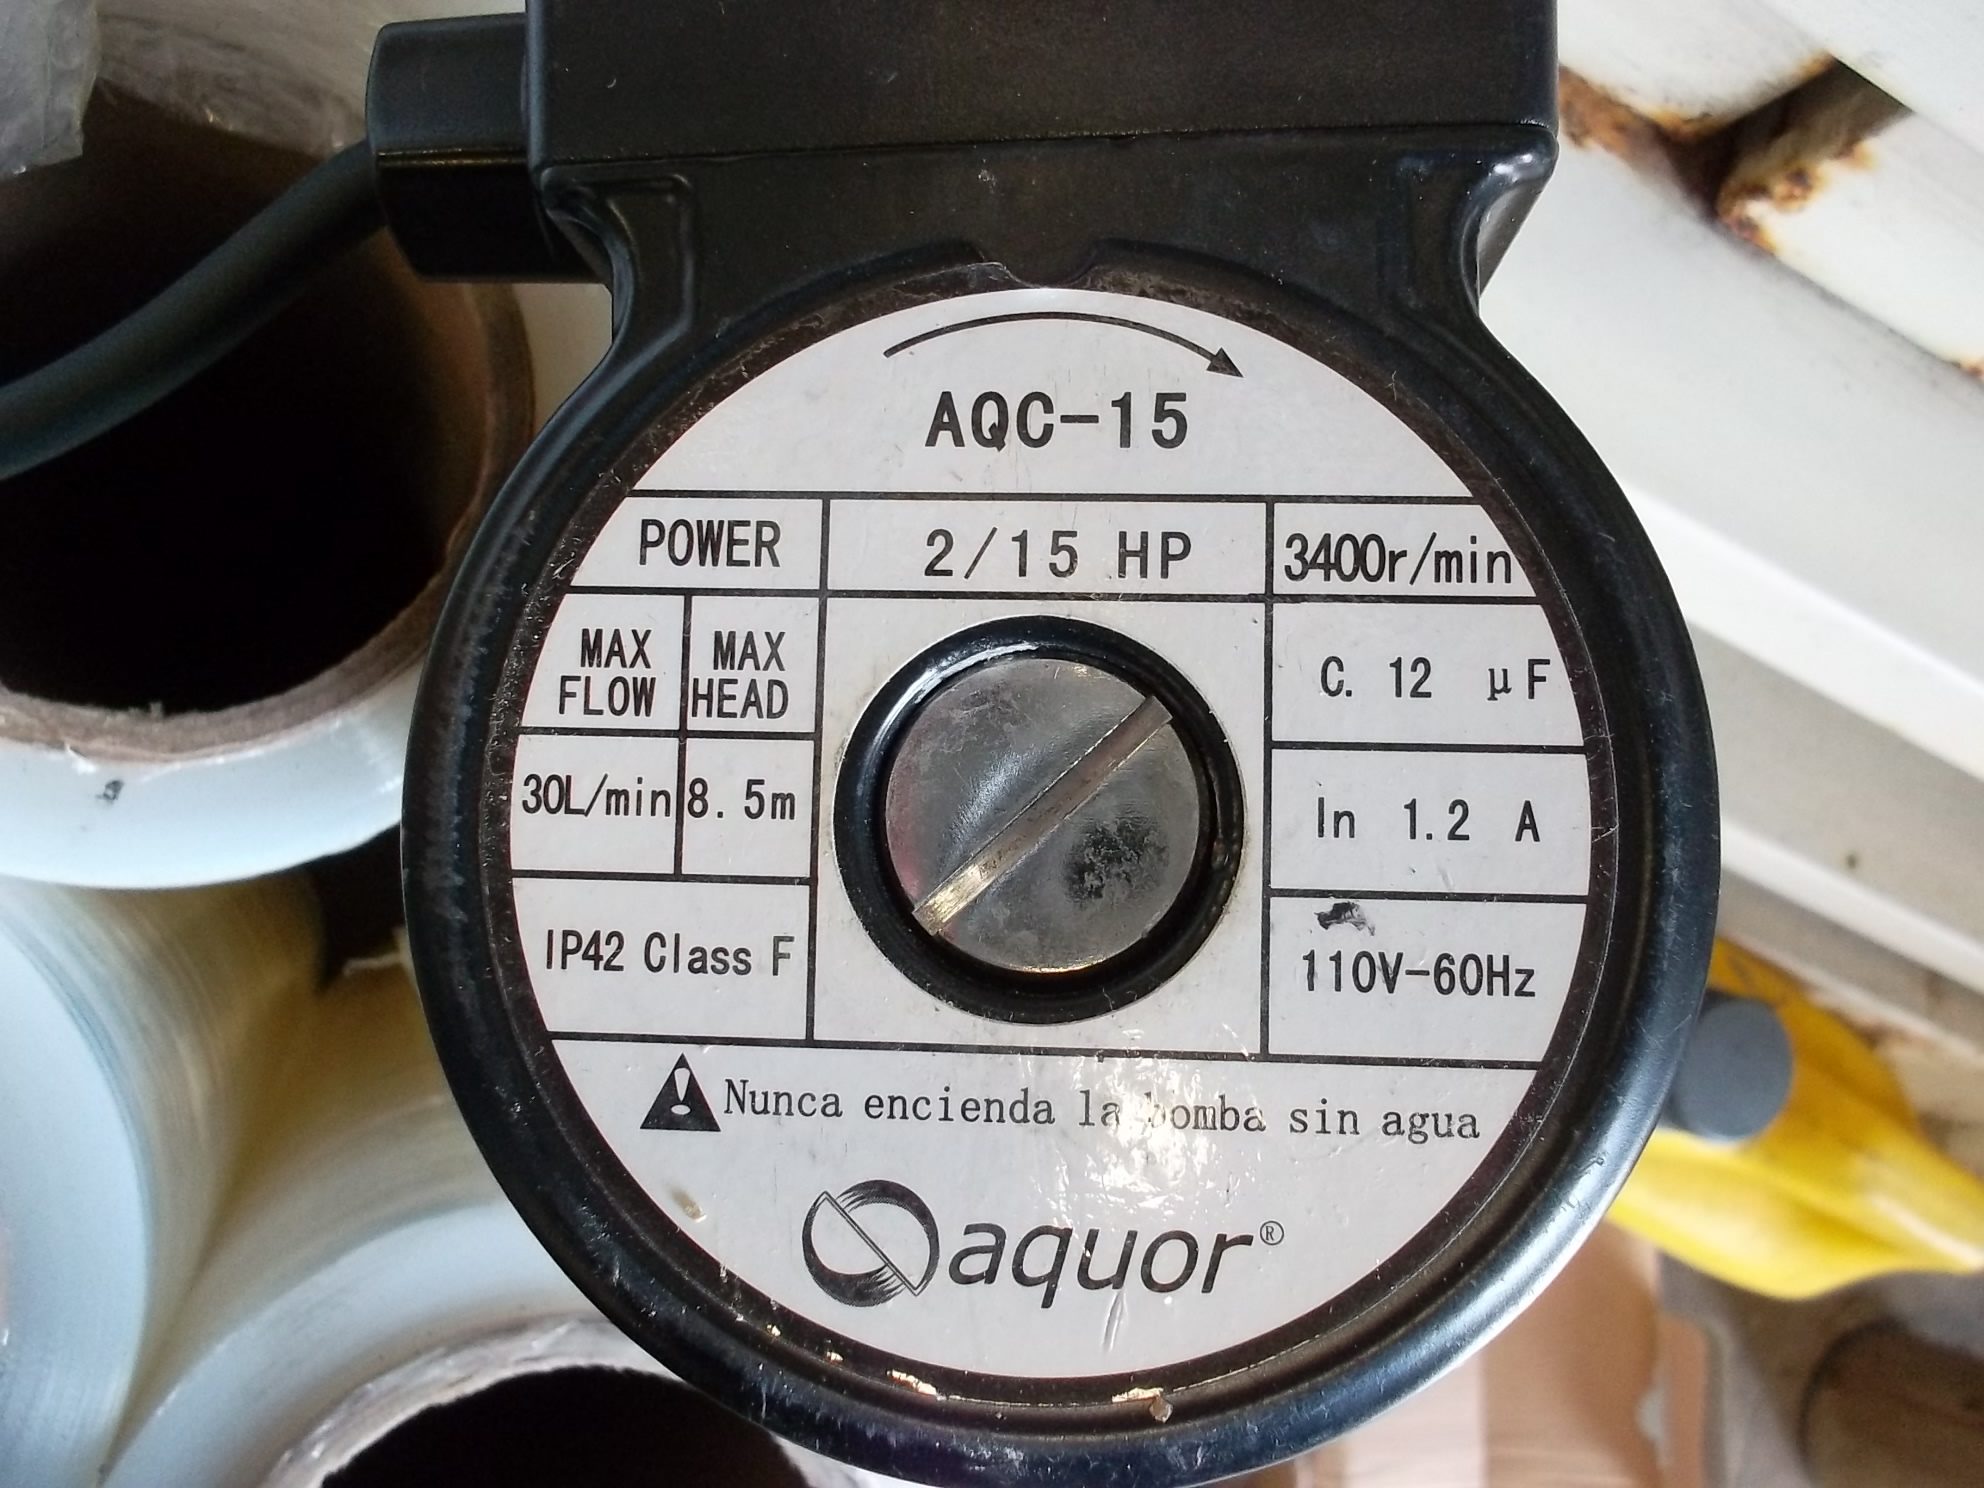 AQC-15
POWER 2/15 HP 3400r/min
MAX FLOW
MAX HEAD
30L/min 8.5m
IP42 Class F
C. 12 μF
In 1.2 A
110V-60Hz
Nunca encienda la bomba sin agua
aquor®